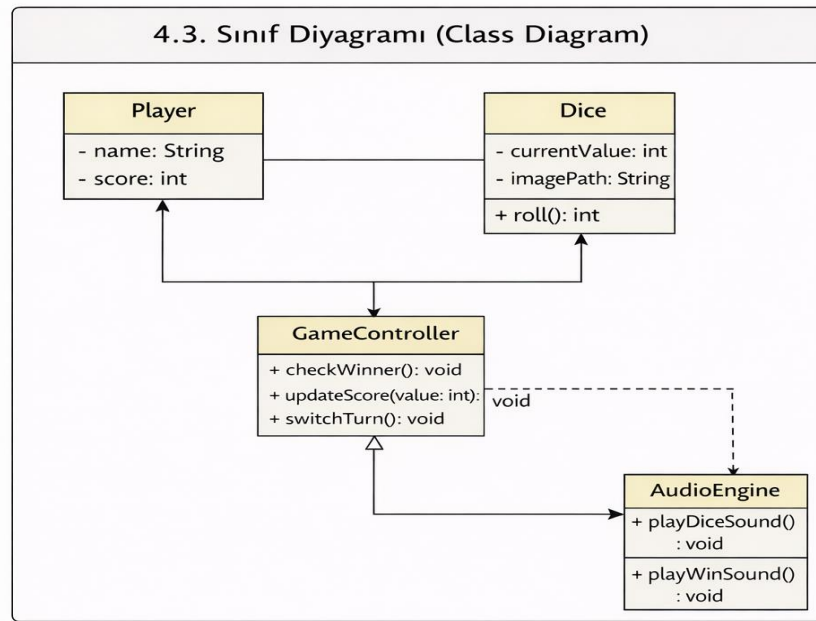 4.3. Sınıf Diyagramı (Class Diagram)
Player
- name: String
- score: int
Dice
- currentValue: int
- imagePath: String
+ roll(): int
GameController
+ checkWinner(): void
+ updateScore(value: int):
void
+ switchTurn(): void
AudioEngine
+ playDiceSound()
: void
+ playWinSound()
: void